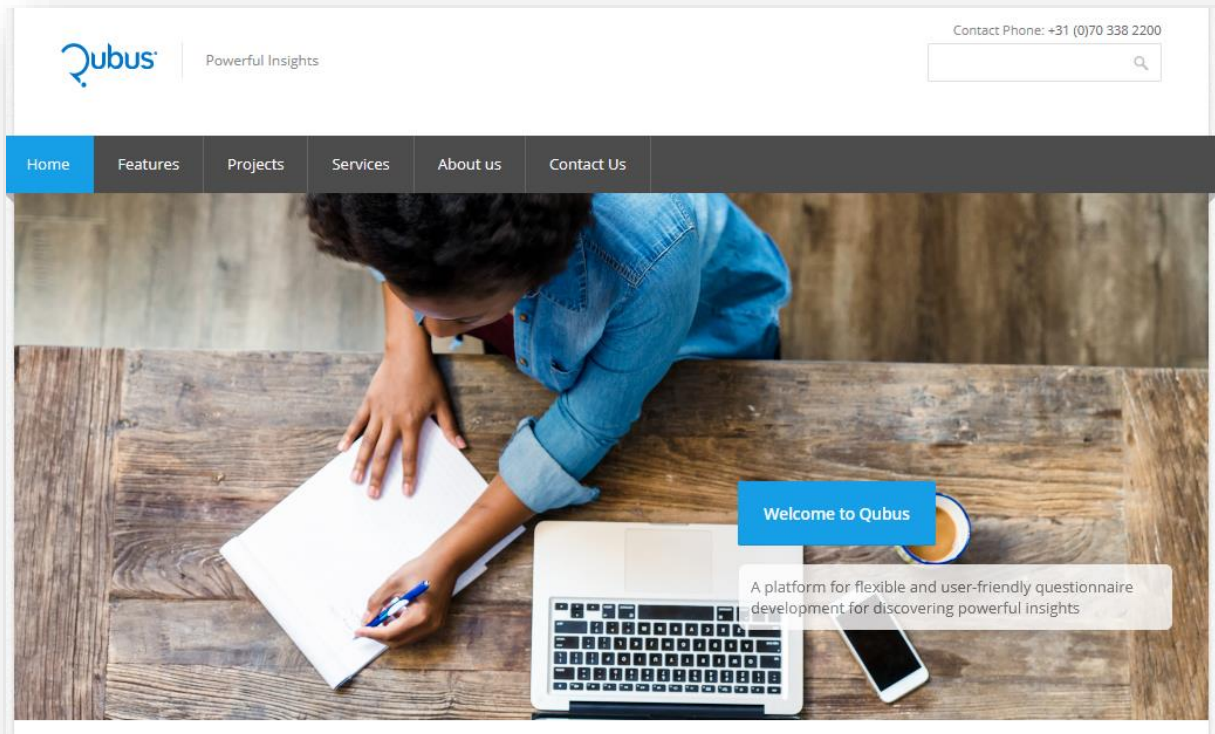 Contact Phone: +31 (0)70 338 2200
Qubus
Powerful Insights
Home Features Projects Services About us Contact Us
Welcome to Qubus
A platform for flexible and user-friendly questionnaire
development for discovering powerful insights